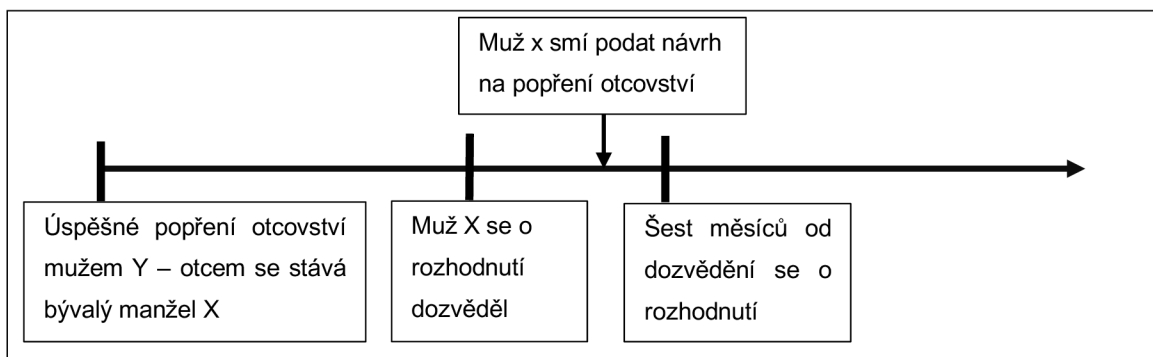 Muž x smí podat návrh
na popření otcovství
Úspěšné popření otcovství
mužem Y – otcem se stává
bývalý manžel X
Muž X se o
rozhodnutí
dozvěděl
Šest měsíců od
dozvědění se o
rozhodnutí